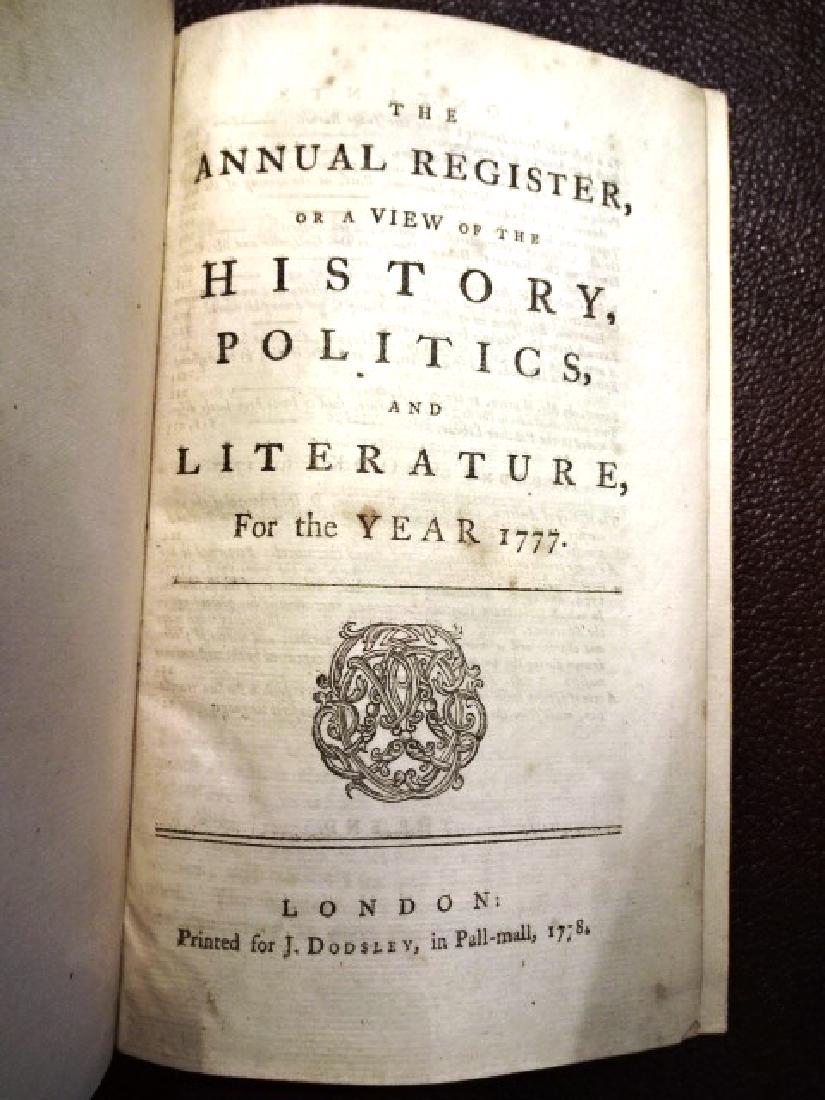 THE
ANNUAL REGISTER,
OR A VIEW OF THE
HISTORY,
POLITICS,
AND
LITERATURE,
For the YEAR 1777.
LONDON:
Printed for J. DODSLEY, in Pall-mall, 1778.